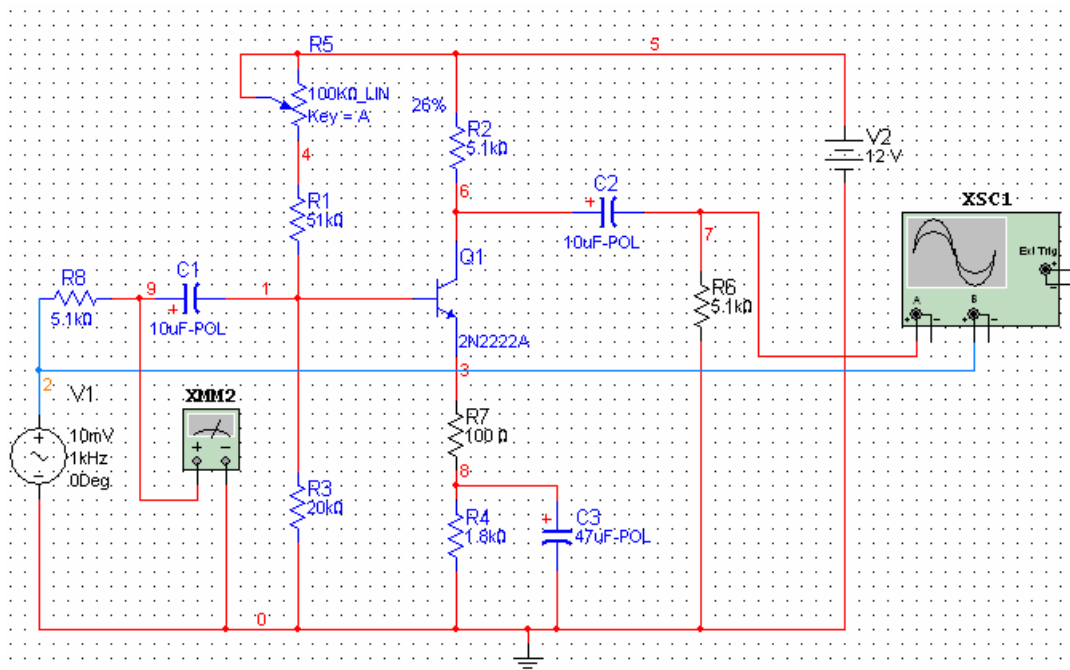 R5
5
100KΩ_LIN
Key = A
26%
R2
5.1kΩ
V2
12 V
4
6
C2
+
10uF-POL
7
XSC1
Ext Trig
+
−
A
B
+ − + −
R1
51kΩ
Q1
R8
5.1kΩ
9
C1
+
10uF-POL
1
2N2222A
R6
5.1kΩ
3
2
V1
+
−
10mV
1kHz
0Deg
XMM2
+ −
R7
100 Ω
8
R3
20kΩ
R4
1.8kΩ
+
C3
47uF-POL
0